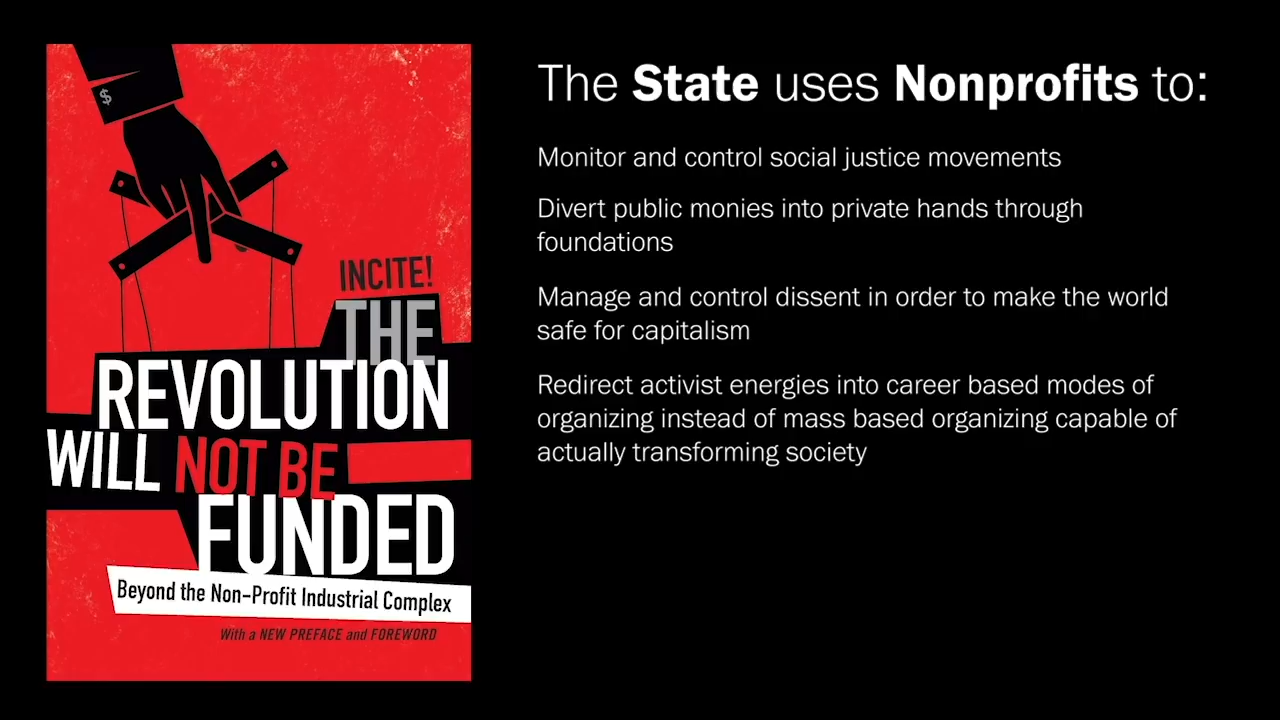 $
INCITE!
THE
REVOLUTION
WILL NOT BE
FUNDED
Beyond the Non-Profit Industrial Complex
With a NEW PREFACE and FOREWORD
The State uses Nonprofits to:
Monitor and control social justice movements
Divert public monies into private hands through
foundations
Manage and control dissent in order to make the world
safe for capitalism
Redirect activist energies into career based modes of
organizing instead of mass based organizing capable of
actually transforming society